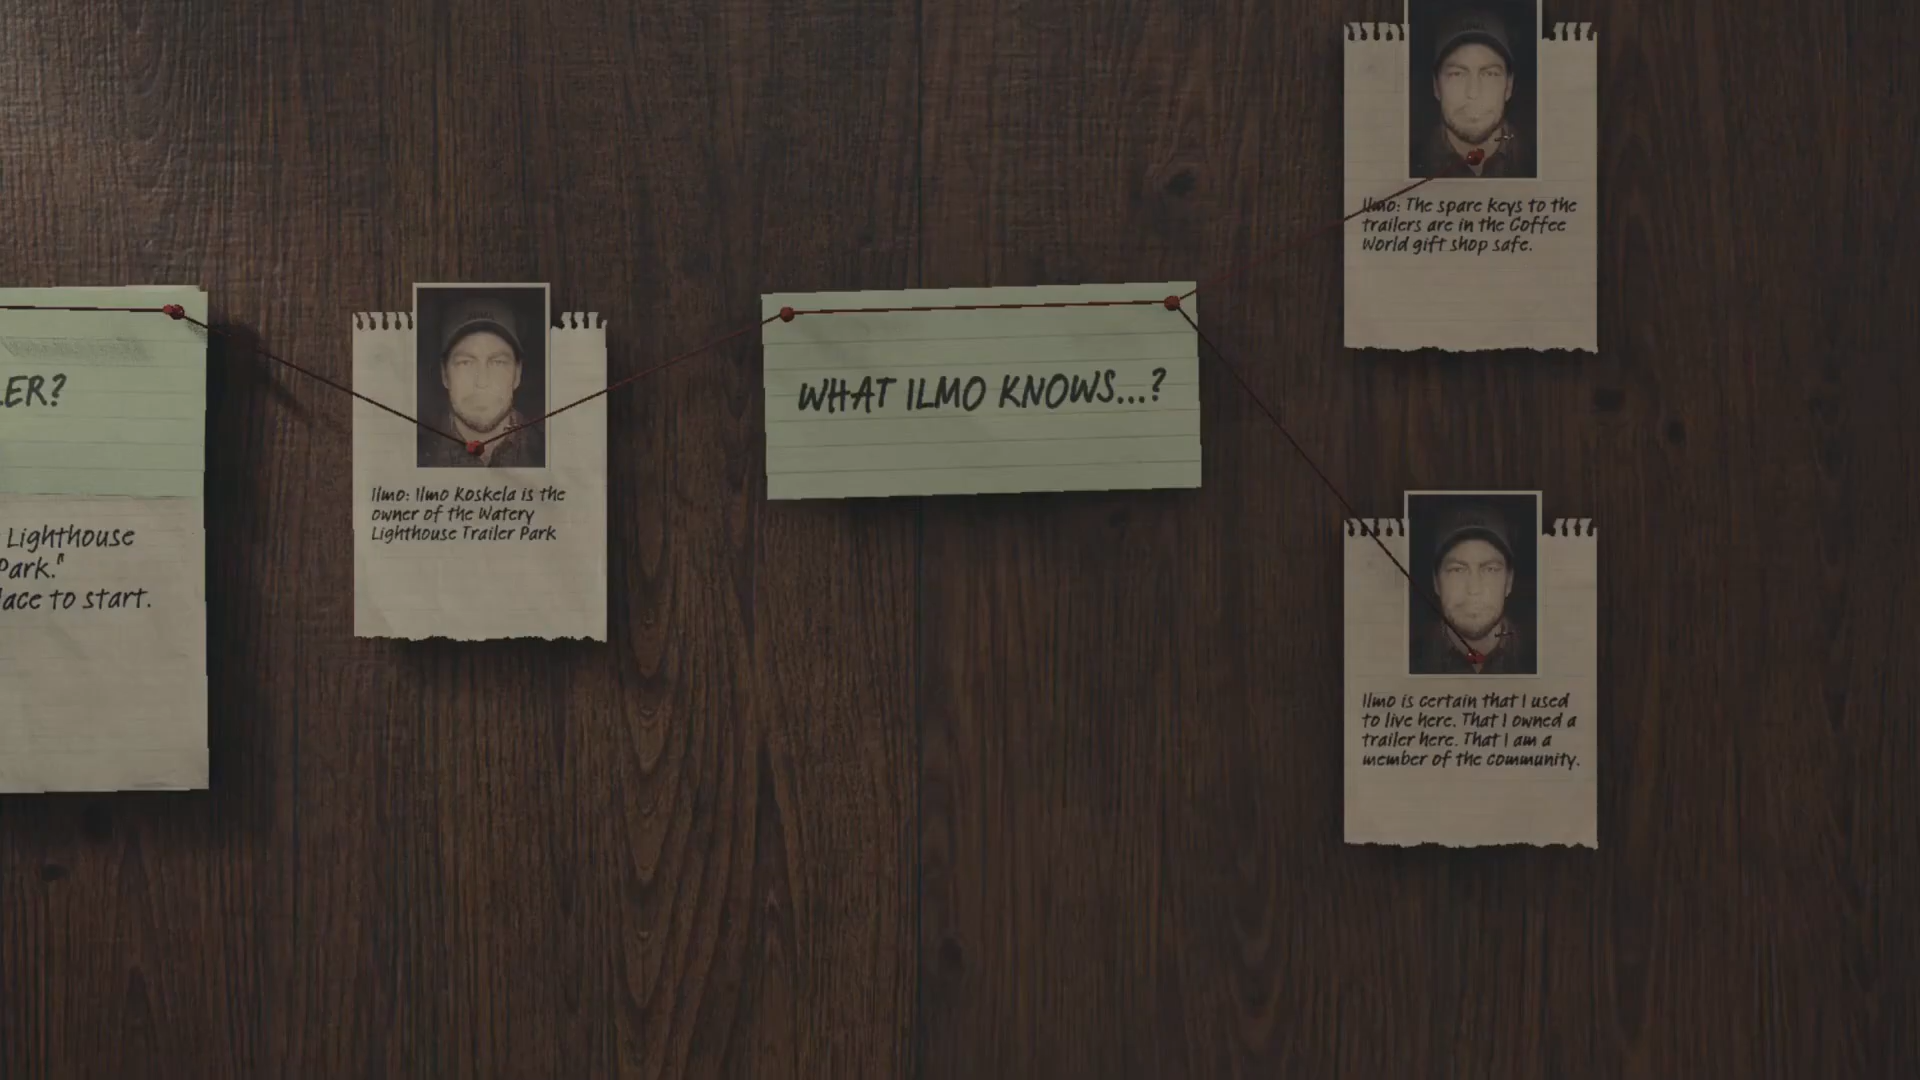 ER?
Lighthouse
Park."
lace to start.
Ilmo: Ilmo Koskela is the
owner of the Watery
Lighthouse Trailer Park
WHAT ILMO KNOWS...?
Ilmo: The spare keys to the
trailers are in the Coffee
World gift shop safe.
Ilmo is certain that I used
to live here. That I owned a
trailer here. That I am a
member of the community.